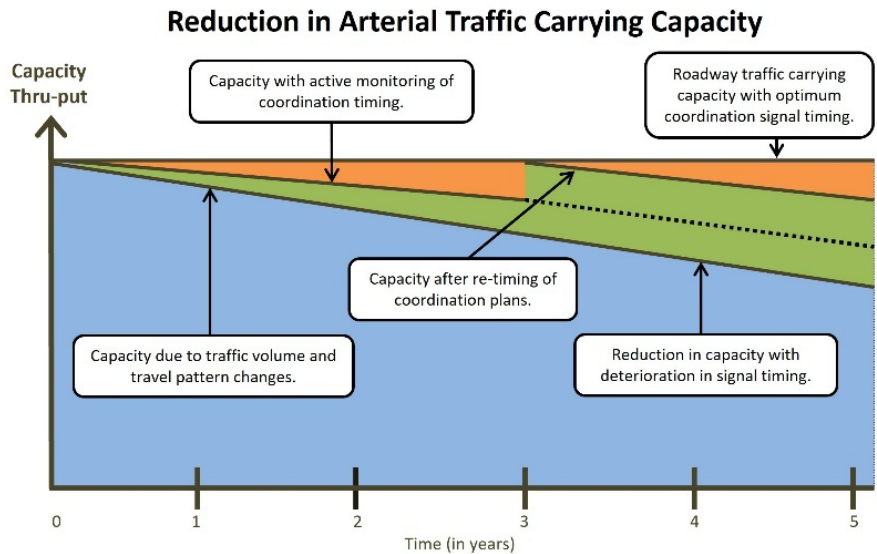 Reduction in Arterial Traffic Carrying Capacity
Capacity
Thru-put
Capacity with active monitoring of
coordination timing.
Roadway traffic carrying
capacity with optimum
coordination signal timing.
Capacity after re-timing of
coordination plans.
Capacity due to traffic volume and
travel pattern changes.
Reduction in capacity with
deterioration in signal timing.
0 1 2 3 4 5
Time (in years)